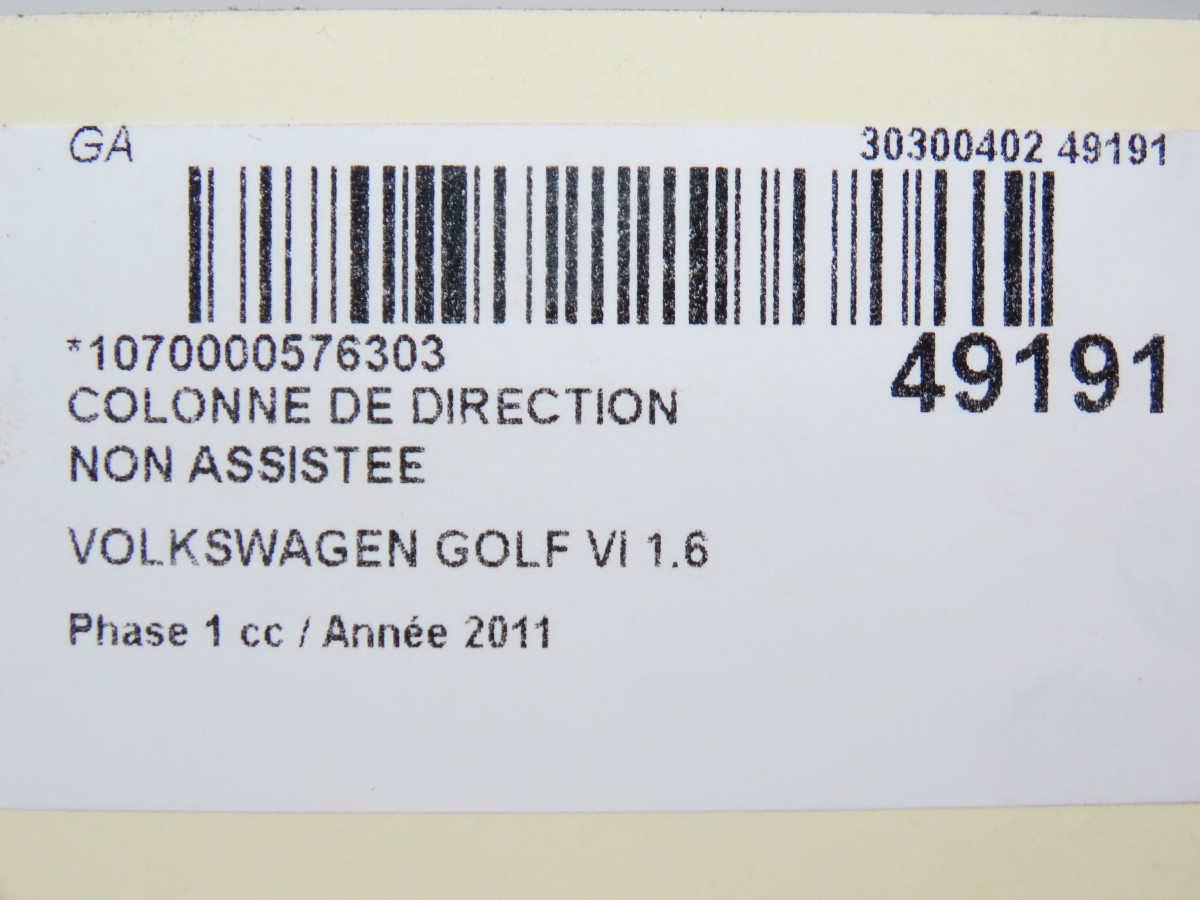 GA
30300402 49191
*1070000576303
49191
COLONNE DE DIRECTION
NON ASSISTEE
VOLKSWAGEN GOLF VI 1.6
Phase 1 cc / Année 2011